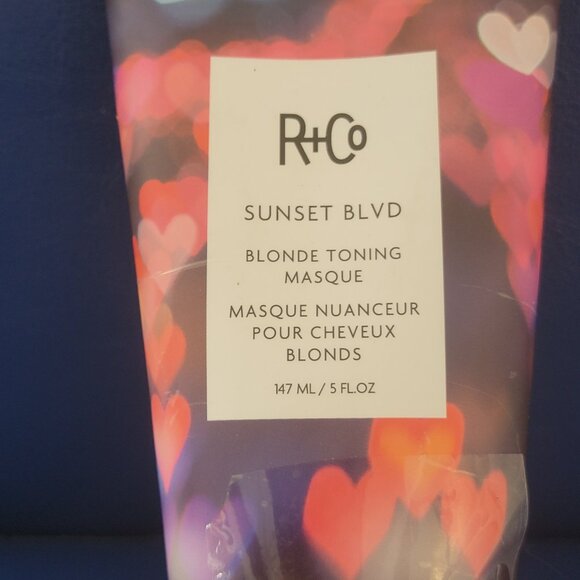 R+Co
SUNSET BLVD
BLONDE TONING
MASQUE
MASQUE NUANCEUR
POUR CHEVEUX
BLONDS
147 ML / 5 FL.OZ